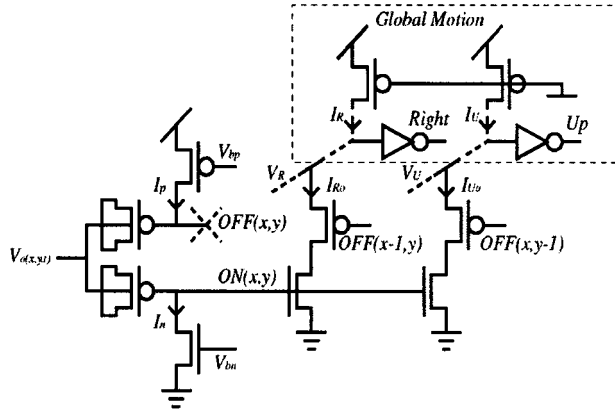 Global Motion
I_R
Right
I_U
Up
V_bp
V_R
V_U
I_p
I_Ro
I_Uo
OFF(x,y)
OFF(x-1,y)
OFF(x,y-1)
V_o(x,y,t)
ON(x,y)
I_n
V_bn